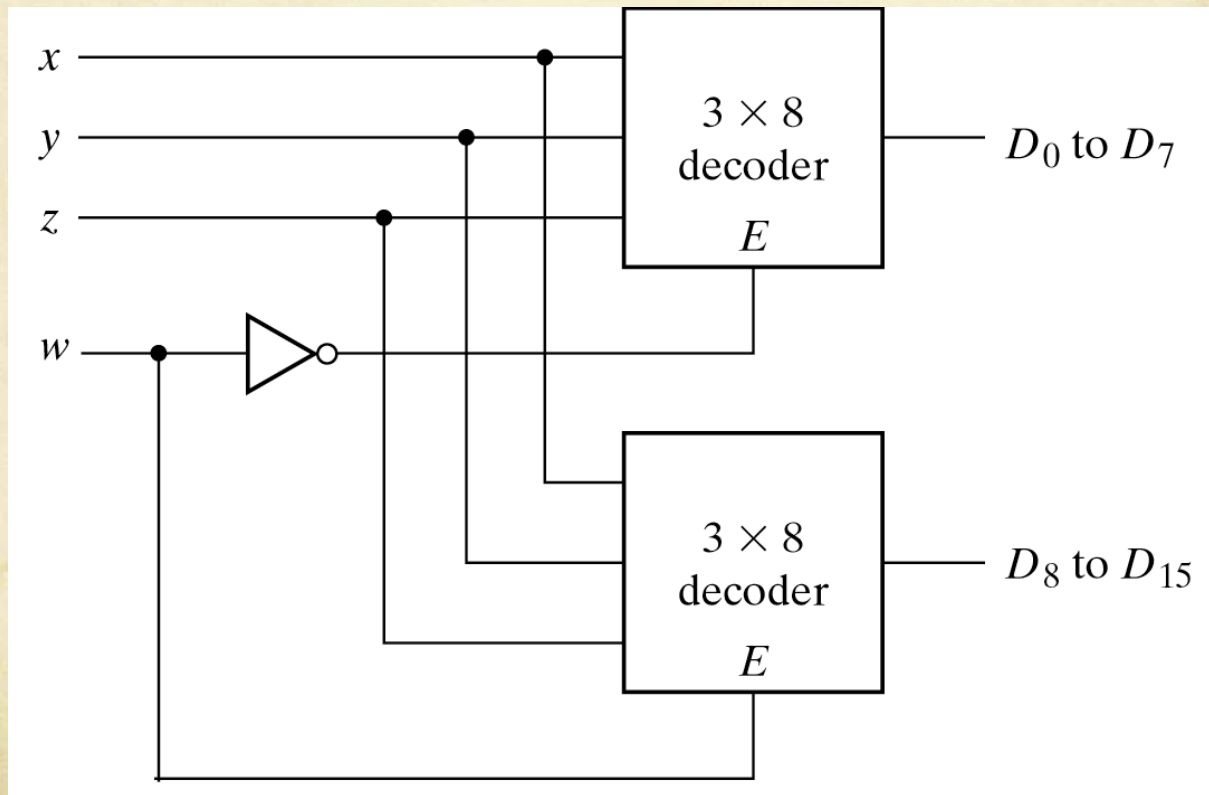 x
y
z
w
3 × 8
decoder
E
D₀ to D₇
3 × 8
decoder
E
D₈ to D₁₅